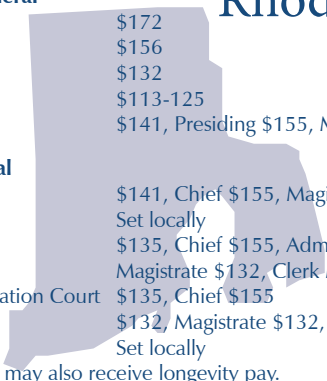 Rhod
$172
$156
$132
$113-125
$141, Presiding $155, M
al
$141, Chief $155, Magi
Set locally
$135, Chief $155, Adm
Magistrate $132, Clerk
ation Court $135, Chief $155
$132, Magistrate $132,
Set locally
may also receive longevity pay.